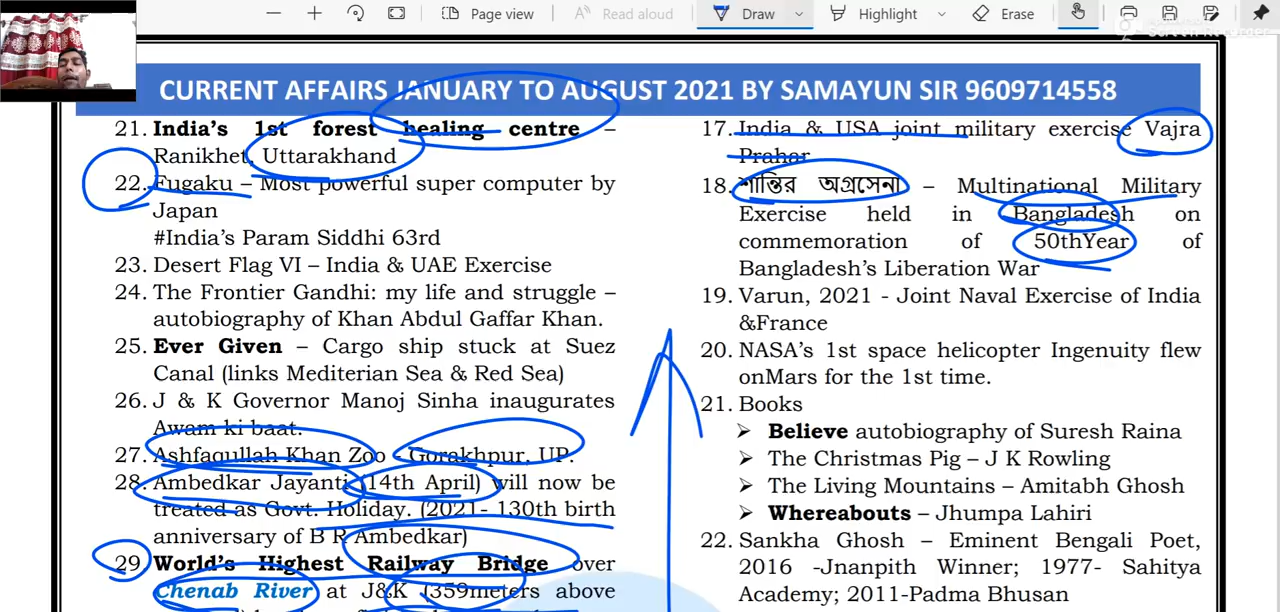 Page view
Read aloud
Draw
Highlight
Erase
CURRENT AFFAIRS JANUARY TO AUGUST 2021 BY SAMAYUN SIR 9609714558
21. India's 1st forest healing centre –
Ranikhet, Uttarakhand
22. Fugaku – Most powerful super computer by
Japan
#India's Param Siddhi 63rd
23. Desert Flag VI – India & UAE Exercise
24. The Frontier Gandhi: my life and struggle –
autobiography of Khan Abdul Gaffar Khan.
25. Ever Given – Cargo ship stuck at Suez
Canal (links Mediterian Sea & Red Sea)
26. J & K Governor Manoj Sinha inaugurates
Awam ki baat.
27. Ashfaqullah Khan Zoo - Gorakhpur, UP.
28. Ambedkar Jayanti (14th April) will now be
treated as Govt. Holiday. (2021- 130th birth
anniversary of B R Ambedkar)
29 World's Highest Railway Bridge over
Chenab River at J&K (359meters above
17. India & USA joint military exercise Vajra
Prahar
18. শান্তির অগ্রসেনা – Multinational Military
Exercise held in Bangladesh on
commemoration of 50thYear of
Bangladesh's Liberation War
19. Varun, 2021 - Joint Naval Exercise of India
&France
20. NASA's 1st space helicopter Ingenuity flew
onMars for the 1st time.
21. Books
➤ Believe autobiography of Suresh Raina
➤ The Christmas Pig – J K Rowling
➤ The Living Mountains – Amitabh Ghosh
➤ Whereabouts – Jhumpa Lahiri
22. Sankha Ghosh – Eminent Bengali Poet,
2016 -Jnanpith Winner; 1977- Sahitya
Academy; 2011-Padma Bhusan